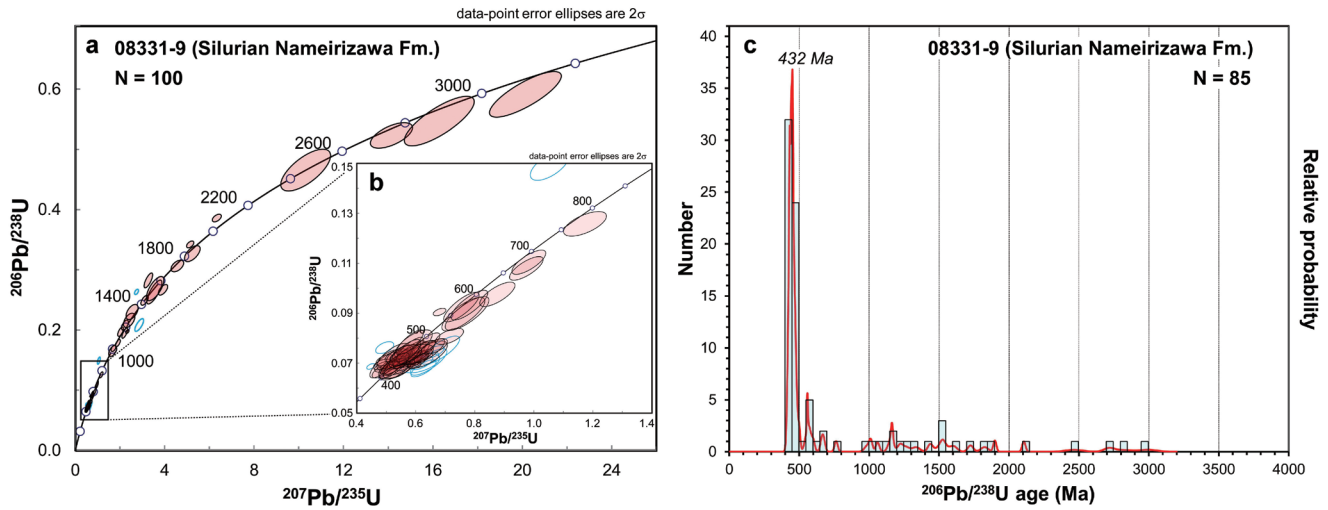 data-point error ellipses are 2σ
a 08331-9 (Silurian Nameirizawa Fm.)
N = 100
0.6
0.4
0.2
0.0
²⁰⁶Pb/²³⁸U
3000
2600
2200
1800
1400
1000
0 4 8 12 16 20 24
²⁰⁷Pb/²³⁵U
data-point error ellipses are 2σ
b
0.15
0.13
0.11
0.09
0.07
0.05
²⁰⁶Pb/²³⁸U
800
700
600
500
400
0.4 0.6 0.8 1.0 1.2 1.4
²⁰⁷Pb/²³⁵U
c 08331-9 (Silurian Nameirizawa Fm.)
432 Ma
N = 85
40
35
30
25
20
15
10
5
0
Number
Relative probability
0 500 1000 1500 2000 2500 3000 3500 4000
²⁰⁶Pb/²³⁸U age (Ma)